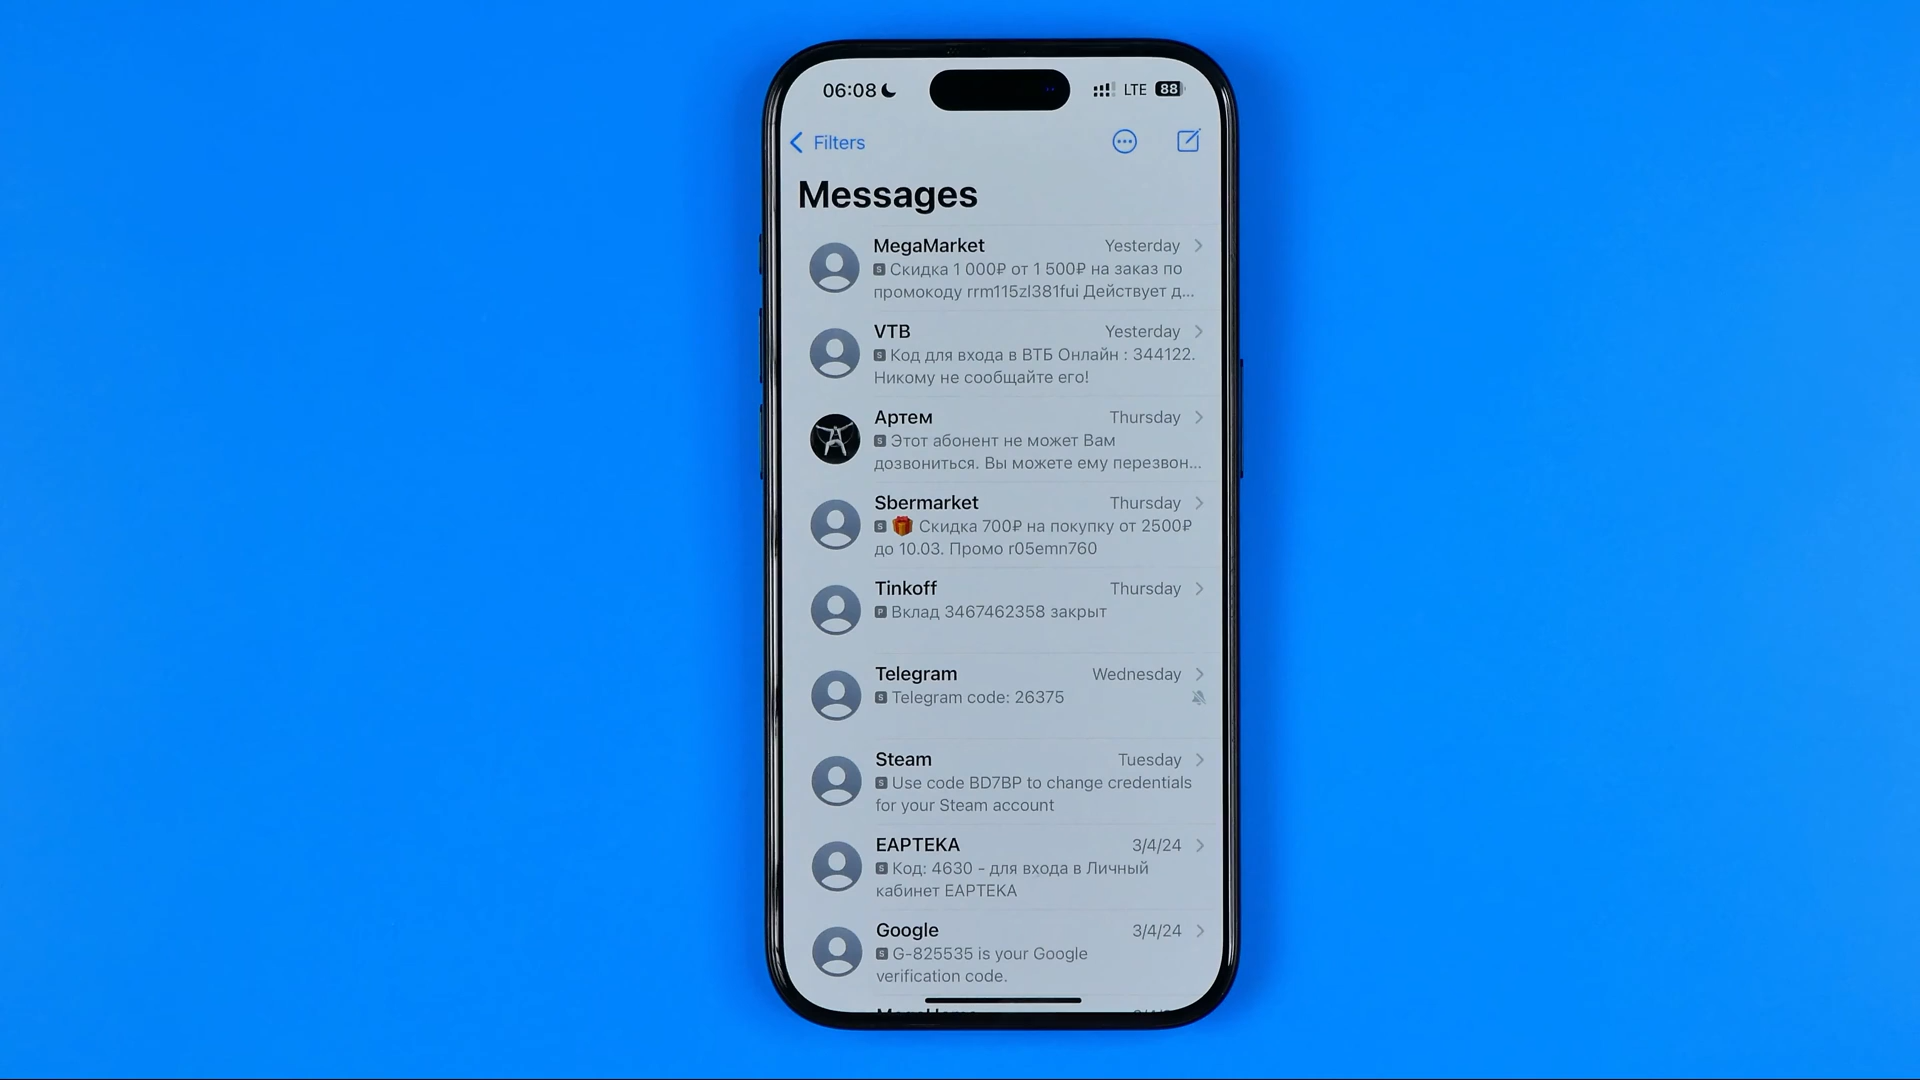 06:08 LTE 88
Filters
Messages
MegaMarket Yesterday
S Скидка 1 000₽ от 1 500₽ на заказ по
промокоду rrm115zl381fui Действует д...
VTB Yesterday
S Код для входа в ВТБ Онлайн : 344122.
Никому не сообщайте его!
Артем Thursday
S Этот абонент не может Вам
дозвониться. Вы можете ему перезвон...
Sbermarket Thursday
S 🎁 Скидка 700₽ на покупку от 2500₽
до 10.03. Промо r05emn760
Tinkoff Thursday
P Вклад 3467462358 закрыт
Telegram Wednesday
S Telegram code: 26375
Steam Tuesday
S Use code BD7BP to change credentials
for your Steam account
EAPTEKA 3/4/24
S Код: 4630 - для входа в Личный
кабинет EAPTEKA
Google 3/4/24
S G-825535 is your Google
verification code.